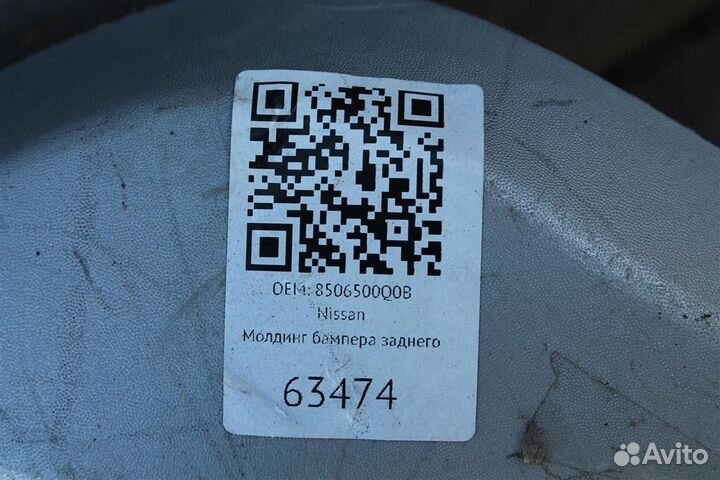 OEM: 8506500Q0B
Nissan
Молдинг бампера заднего
63474
Avito